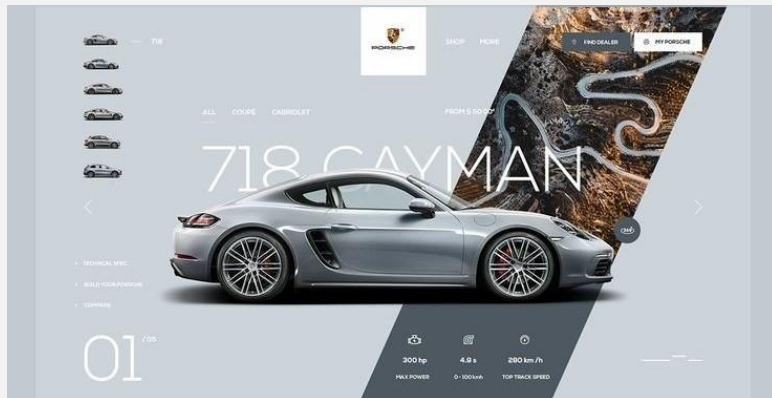 718
PORSCHE
SHOP MORE
FIND DEALER
MY PORSCHE
ALL COUPÉ CABRIOLET
718 CAYMAN
TECHNICAL SPEC
BUILD YOUR PORSCHE
COMPARE
01 / 05
300 hp
MAX POWER
4.9 s
0-100 kmh
280 km/h
TOP TRACK SPEED